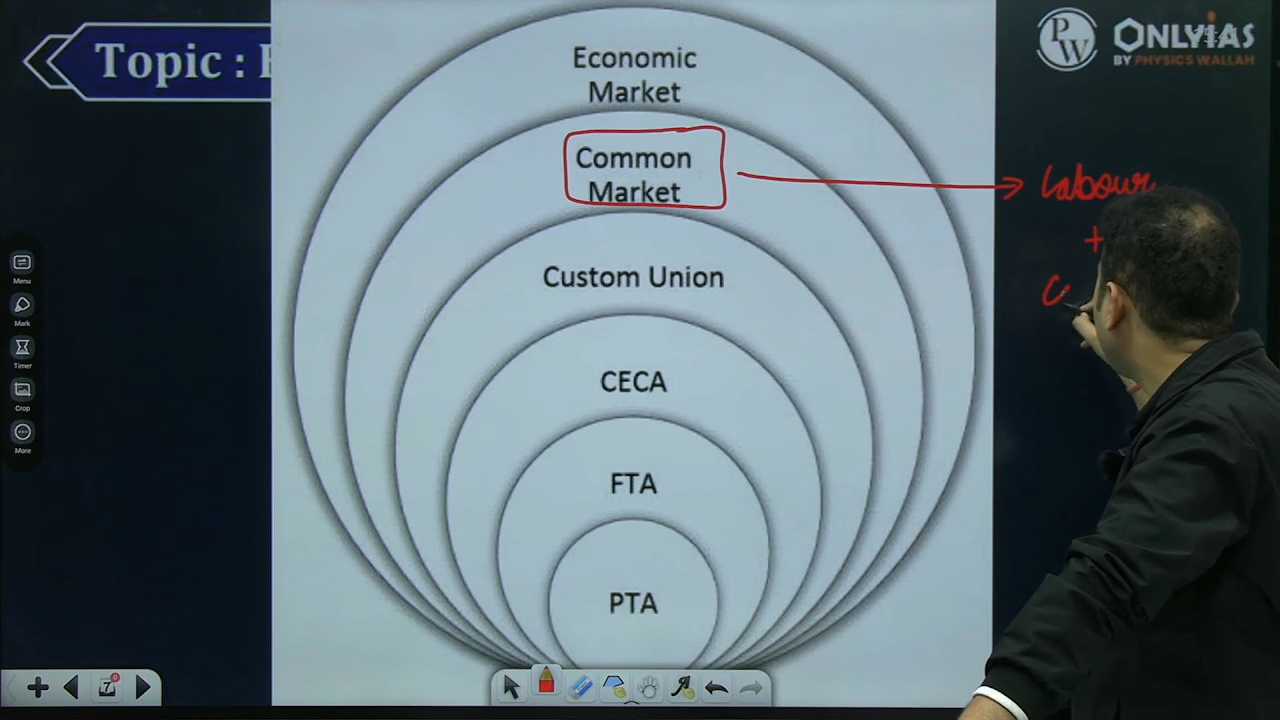 Topic :
PW
ONLYIAS
BY PHYSICS WALLAH
Economic
Market
Common
Market
Labour
+
C
Custom Union
CECA
FTA
PTA
Menu
Mark
Timer
Crop
More
7